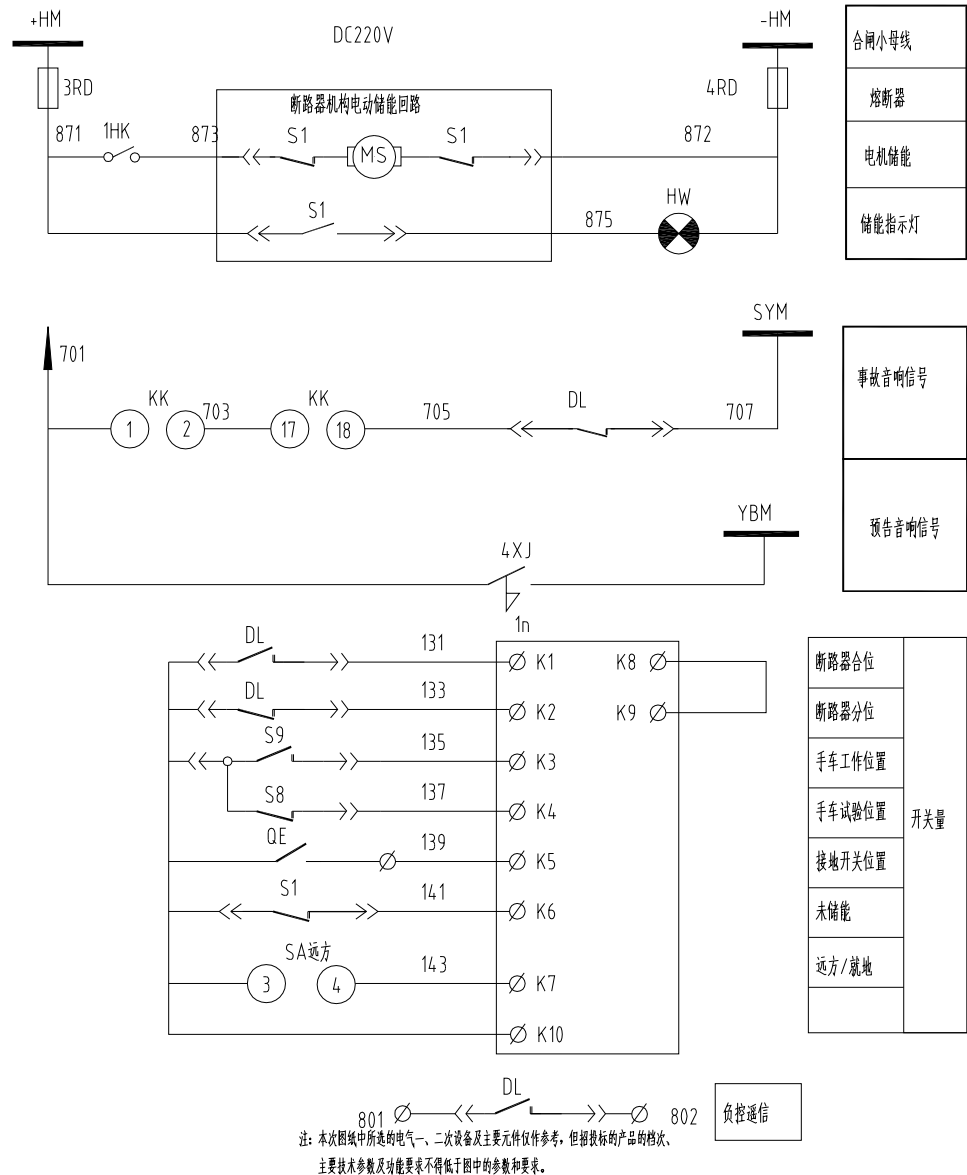 +HM
DC220V
-HM
合闸小母线
3RD
4RD
熔断器
断路器机构电动储能回路
871
1HK
873
S1
MS
S1
872
电机储能
S1
875
HW
储能指示灯
SYM
701
事故音响信号
KK
KK
DL
1
2
703
17
18
705
707
YBM
预告音响信号
4XJ
1n
DL
131
K1
K8
断路器合位
DL
133
K2
K9
断路器分位
S9
135
K3
手车工作位置
S8
137
K4
手车试验位置
开关量
QE
139
K5
接地开关位置
S1
141
K6
未储能
SA远方
3
4
143
K7
远方/就地
K10
DL
801
802
负控遥信
注: 本次图纸中所选的电气一、二次设备及主要元件仅作参考, 但招投标的产品的档次、
主要技术参数及功能要求不得低于图中的参数和要求。